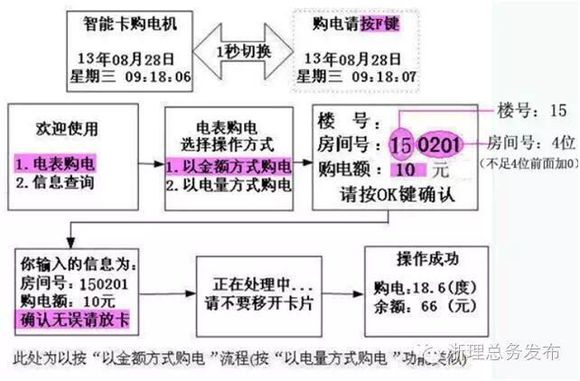 智能卡购电机
13年08月28日
星期三 09:18:06
1秒切换
购电请按F键
13年08月28日
星期三 09:18:07
欢迎使用
1. 电表购电
2. 信息查询
电表购电
选择操作方式
1. 以金额方式购电
2. 以电量方式购电
楼 号:
房间号: 15 0201
购电额: 10 元
请按OK键确认
楼号: 15
房间号: 4位
(不足4位前面加0)
你输入的信息为:
房间号: 150201
购电额: 10元
确认无误请放卡
正在处理中...
请不要移开卡片
操作成功
购电:18.6(度)
余额: 66 (元)
此处为以按“以金额方式购电”流程(按“以电量方式购电”功能类似)
浙理总务发布